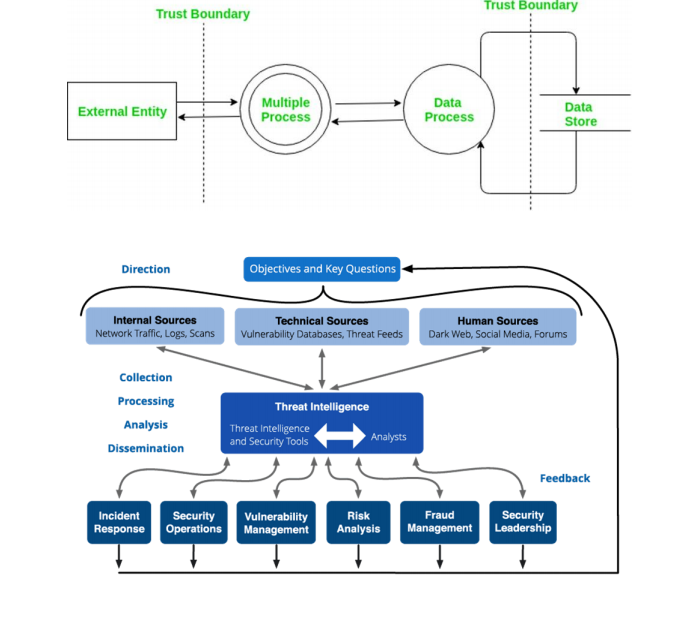 Trust Boundary
Trust Boundary
External Entity
Multiple
Process
Data
Process
Data
Store
Direction
Objectives and Key Questions
Internal Sources
Network Traffic, Logs, Scans
Technical Sources
Vulnerability Databases, Threat Feeds
Human Sources
Dark Web, Social Media, Forums
Collection
Processing
Analysis
Dissemination
Threat Intelligence
Threat Intelligence
and Security Tools
Analysts
Feedback
Incident
Response
Security
Operations
Vulnerability
Management
Risk
Analysis
Fraud
Management
Security
Leadership